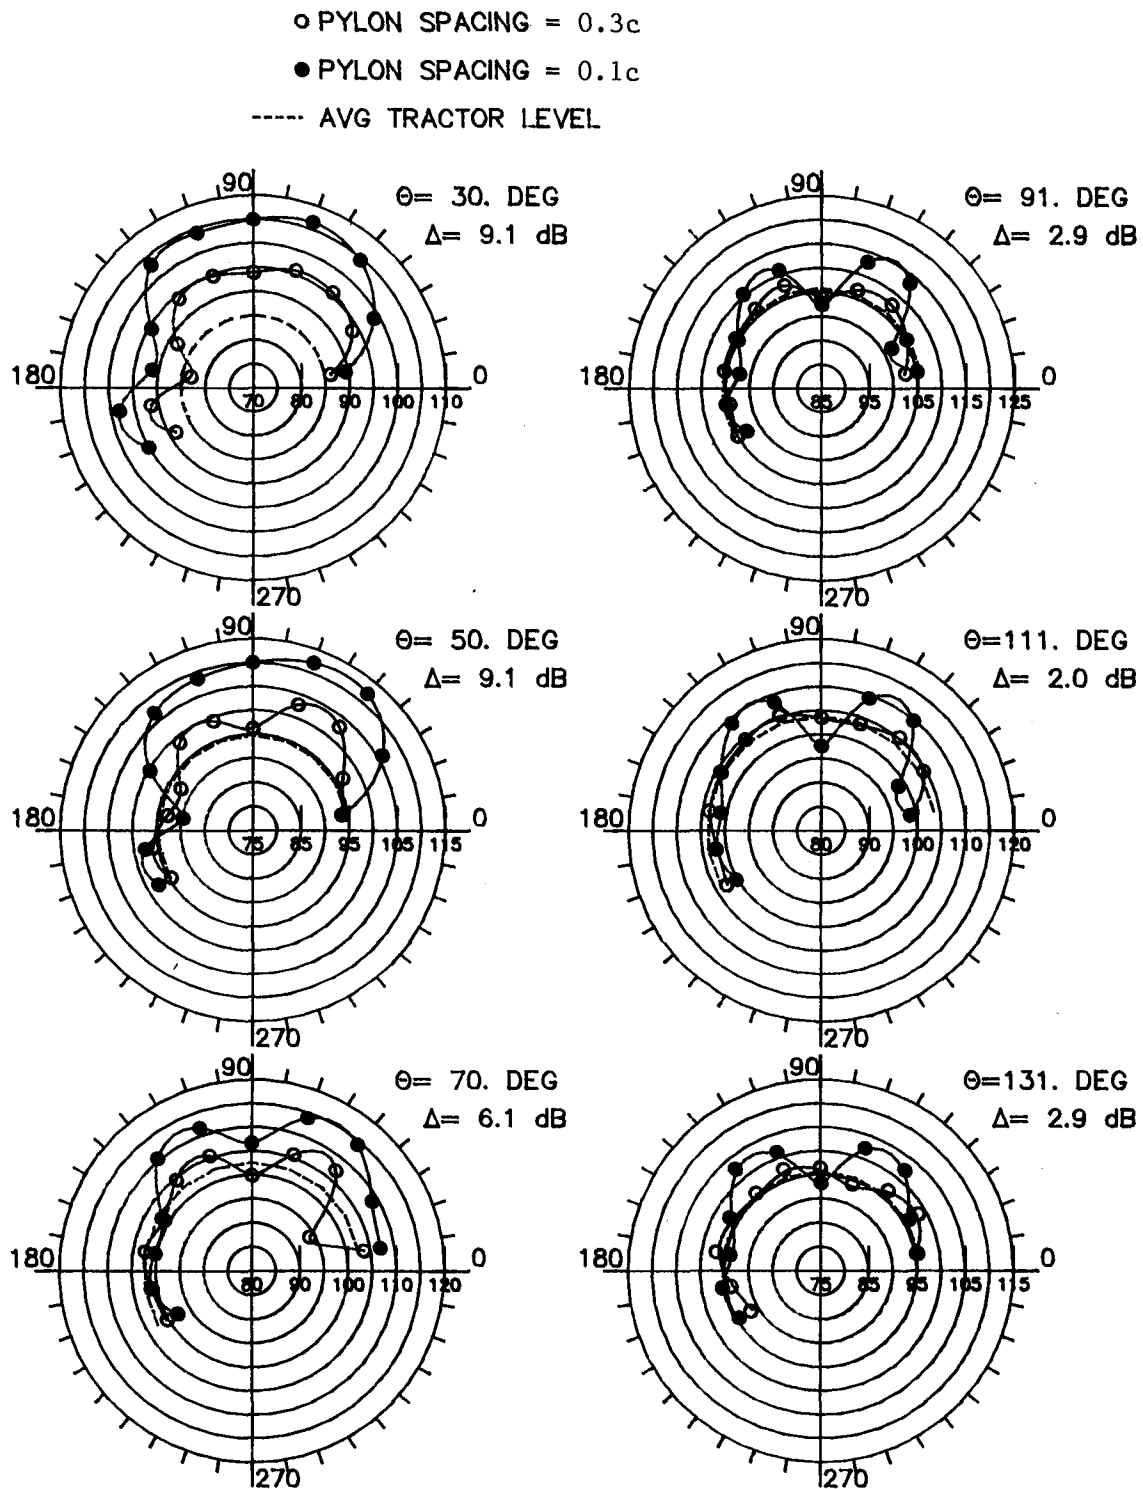 ○ PYLON SPACING = 0.3c
● PYLON SPACING = 0.1c
----- AVG TRACTOR LEVEL
90
Θ= 30. DEG
Δ= 9.1 dB
180
0
70 80 90 100 110
270
90
Θ= 91. DEG
Δ= 2.9 dB
180
0
85 95 105 115 125
270
90
Θ= 50. DEG
Δ= 9.1 dB
180
0
75 85 95 105 115
270
90
Θ=111. DEG
Δ= 2.0 dB
180
0
80 90 100 110 120
270
90
Θ= 70. DEG
Δ= 6.1 dB
180
0
80 90 100 110 120
270
90
Θ=131. DEG
Δ= 2.9 dB
180
0
75 85 95 105 115
270